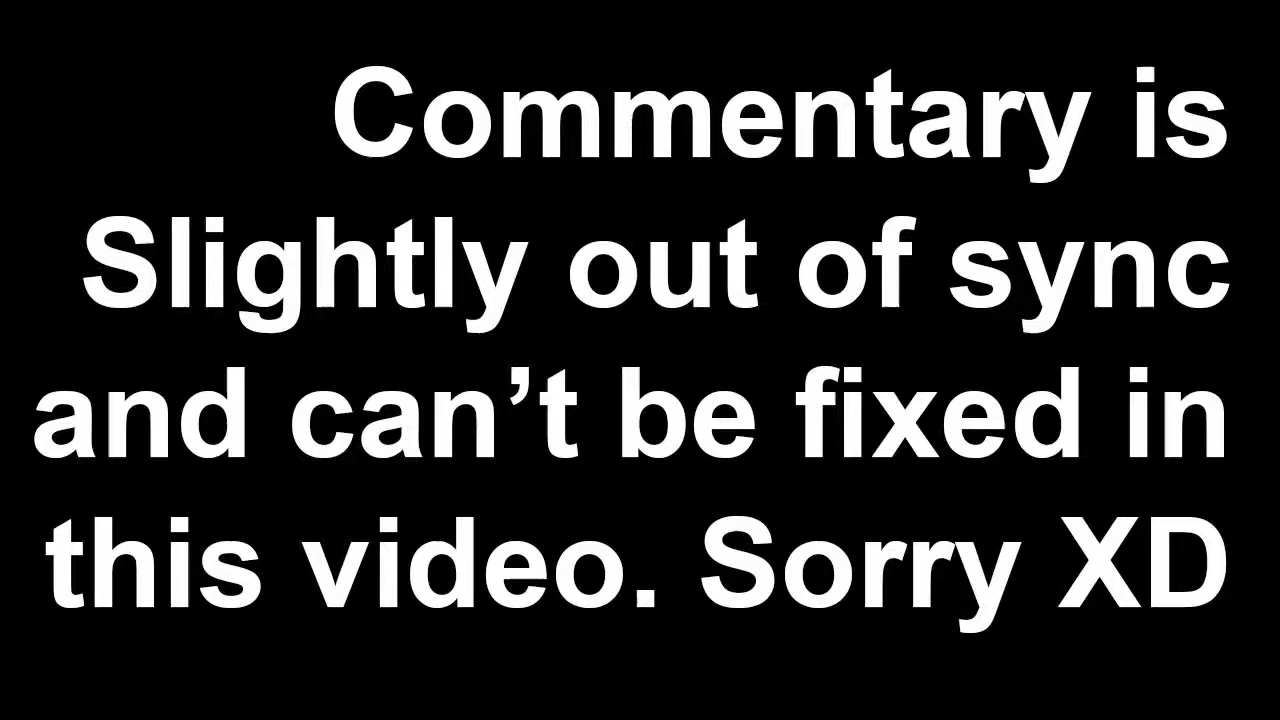 Commentary is
Slightly out of sync
and can’t be fixed in
this video. Sorry XD